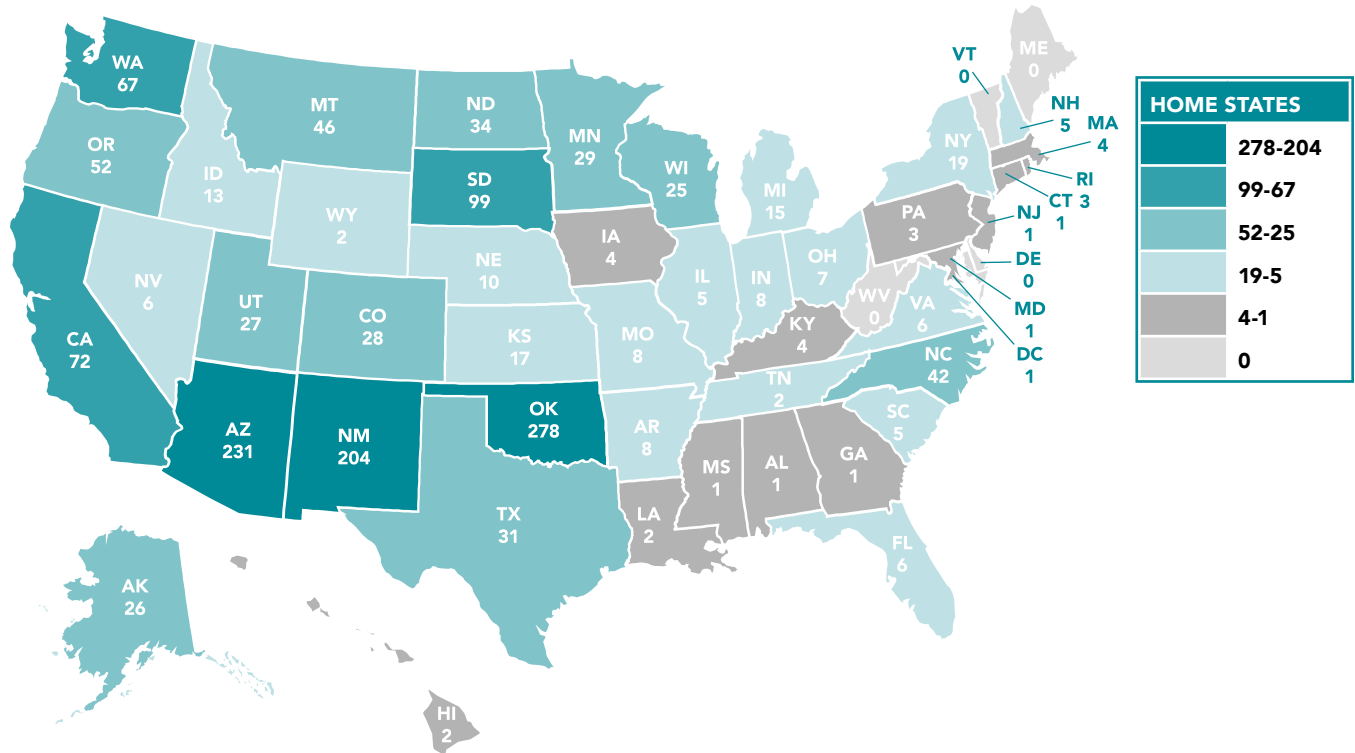 WA
67
OR
52
CA
72
ID
13
NV
6
MT
46
WY
2
UT
27
AZ
231
CO
28
NM
204
ND
34
SD
99
NE
10
KS
17
OK
278
TX
31
MN
29
IA
4
MO
8
AR
8
LA
2
WI
25
IL
5
MI
15
IN
8
OH
7
KY
4
TN
2
MS
1
AL
1
GA
1
FL
6
SC
5
NC
42
VA
6
WV
0
PA
3
NY
19
VT
0
ME
0
NH
5
MA
4
RI
3
CT
1
NJ
1
DE
0
MD
1
DC
1
AK
26
HI
2
HOME STATES
278-204
99-67
52-25
19-5
4-1
0